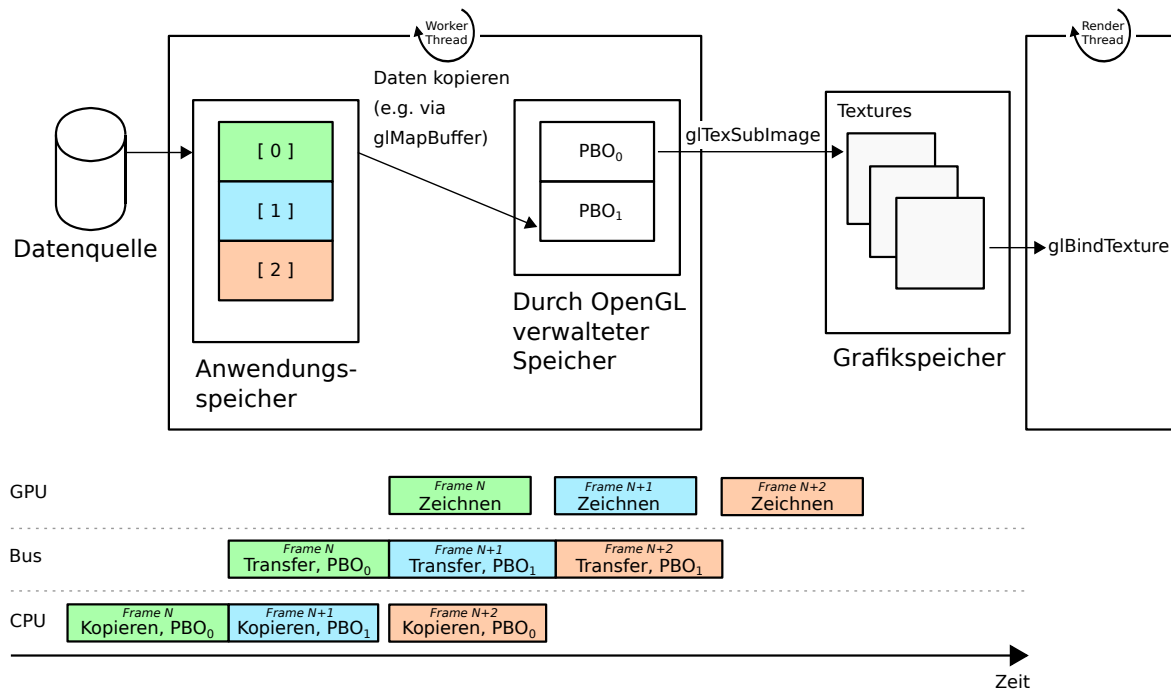 Worker
Thread
Render
Thread
Daten kopieren
(e.g. via
glMapBuffer)
Textures
[ 0 ]
[ 1 ]
[ 2 ]
PBO₀
PBO₁
glTexSubImage
glBindTexture
Datenquelle
Anwendungs-
speicher
Durch OpenGL
verwalteter
Speicher
Grafikspeicher
GPU
Frame N
Zeichnen
Frame N+1
Zeichnen
Frame N+2
Zeichnen
Bus
Frame N
Transfer, PBO₀
Frame N+1
Transfer, PBO₁
Frame N+2
Transfer, PBO₁
CPU
Frame N
Kopieren, PBO₀
Frame N+1
Kopieren, PBO₁
Frame N+2
Kopieren, PBO₀
Zeit